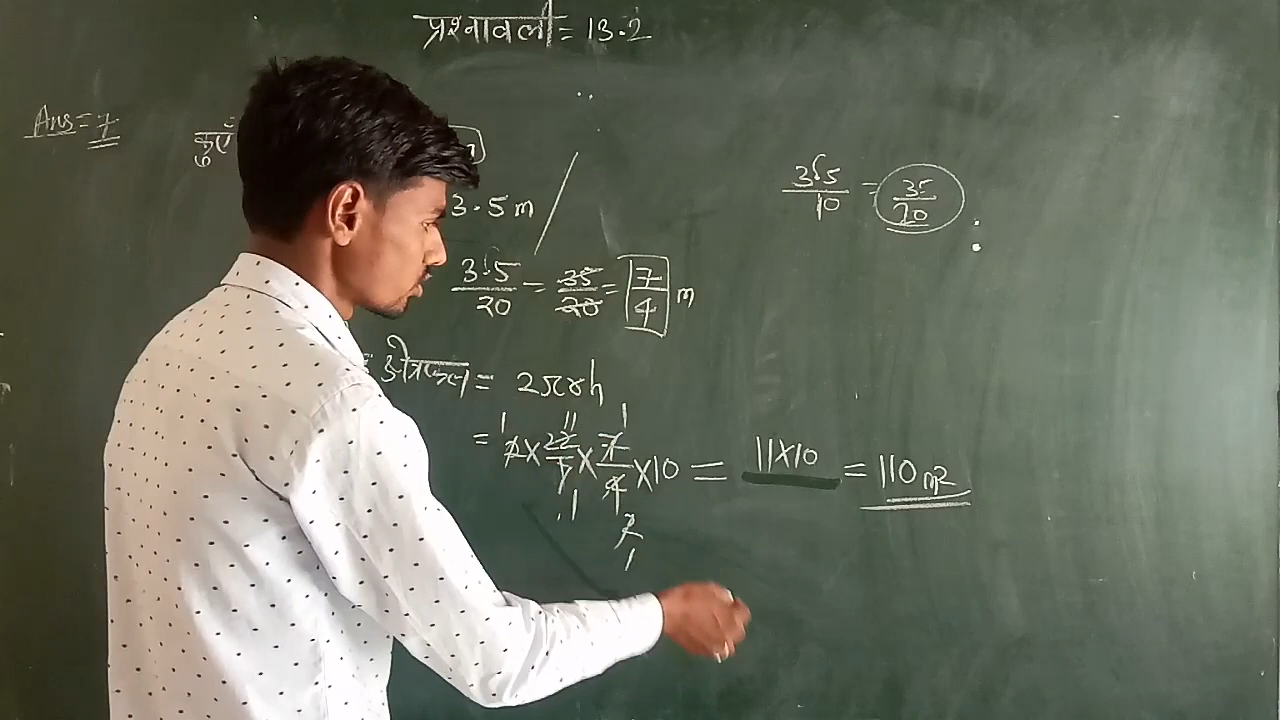 प्रश्नावली = 13.2
Ans = 7
कुएँ
3.5 m
3.5/10 = 35/20
3.5/20 = 35/20 = 7/4 m
क्षेत्रफल = 2πrh
= 2 × 22/7 × 7/4 × 10 = 11×10 = 110 m²